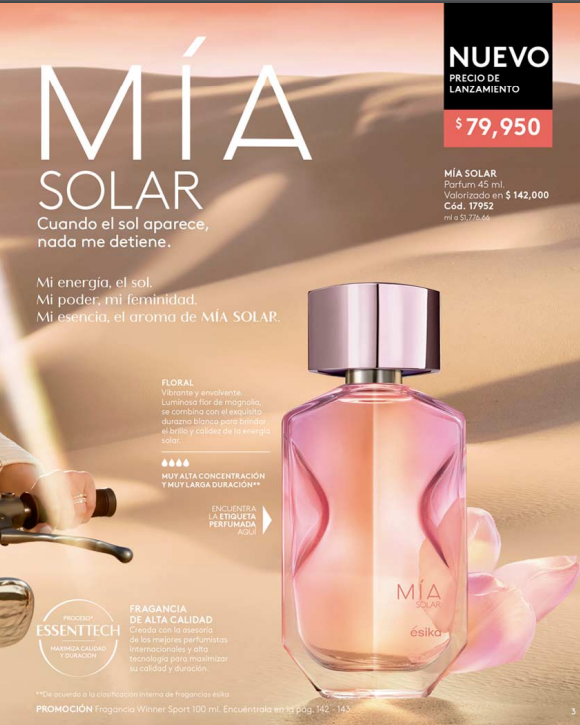 MÍA
SOLAR
Cuando el sol aparece,
nada me detiene.
Mi energía, el sol.
Mi poder, mi feminidad.
Mi esencia, el aroma de MÍA SOLAR.
NUEVO
PRECIO DE
LANZAMIENTO
$ 79,950
MÍA SOLAR
Parfum 45 ml.
Valorizado en $ 142,000
Cód. 17952
ml a $1,776.66
FLORAL
Vibrante y envolvente.
Luminosa flor de magnolia,
se combina con el exquisito
durazno blanco para brindar
el brillo y calidez de la energía
solar.
MUY ALTA CONCENTRACIÓN
Y MUY LARGA DURACIÓN**
ENCUENTRA
LA ETIQUETA
PERFUMADA
AQUÍ
MÍA
SOLAR
ésika
PROCESO*
ESSENTTECH
MAXIMIZA CALIDAD
Y DURACIÓN
FRAGANCIA
DE ALTA CALIDAD
Creada con la asesoría
de los mejores perfumistas
internacionales y alta
tecnología para maximizar
su calidad y duración.
**De acuerdo a la clasificación interna de fragancias ésika
PROMOCIÓN Fragancia Winner Sport 100 ml. Encuéntrala en la pág. 142 - 143
3